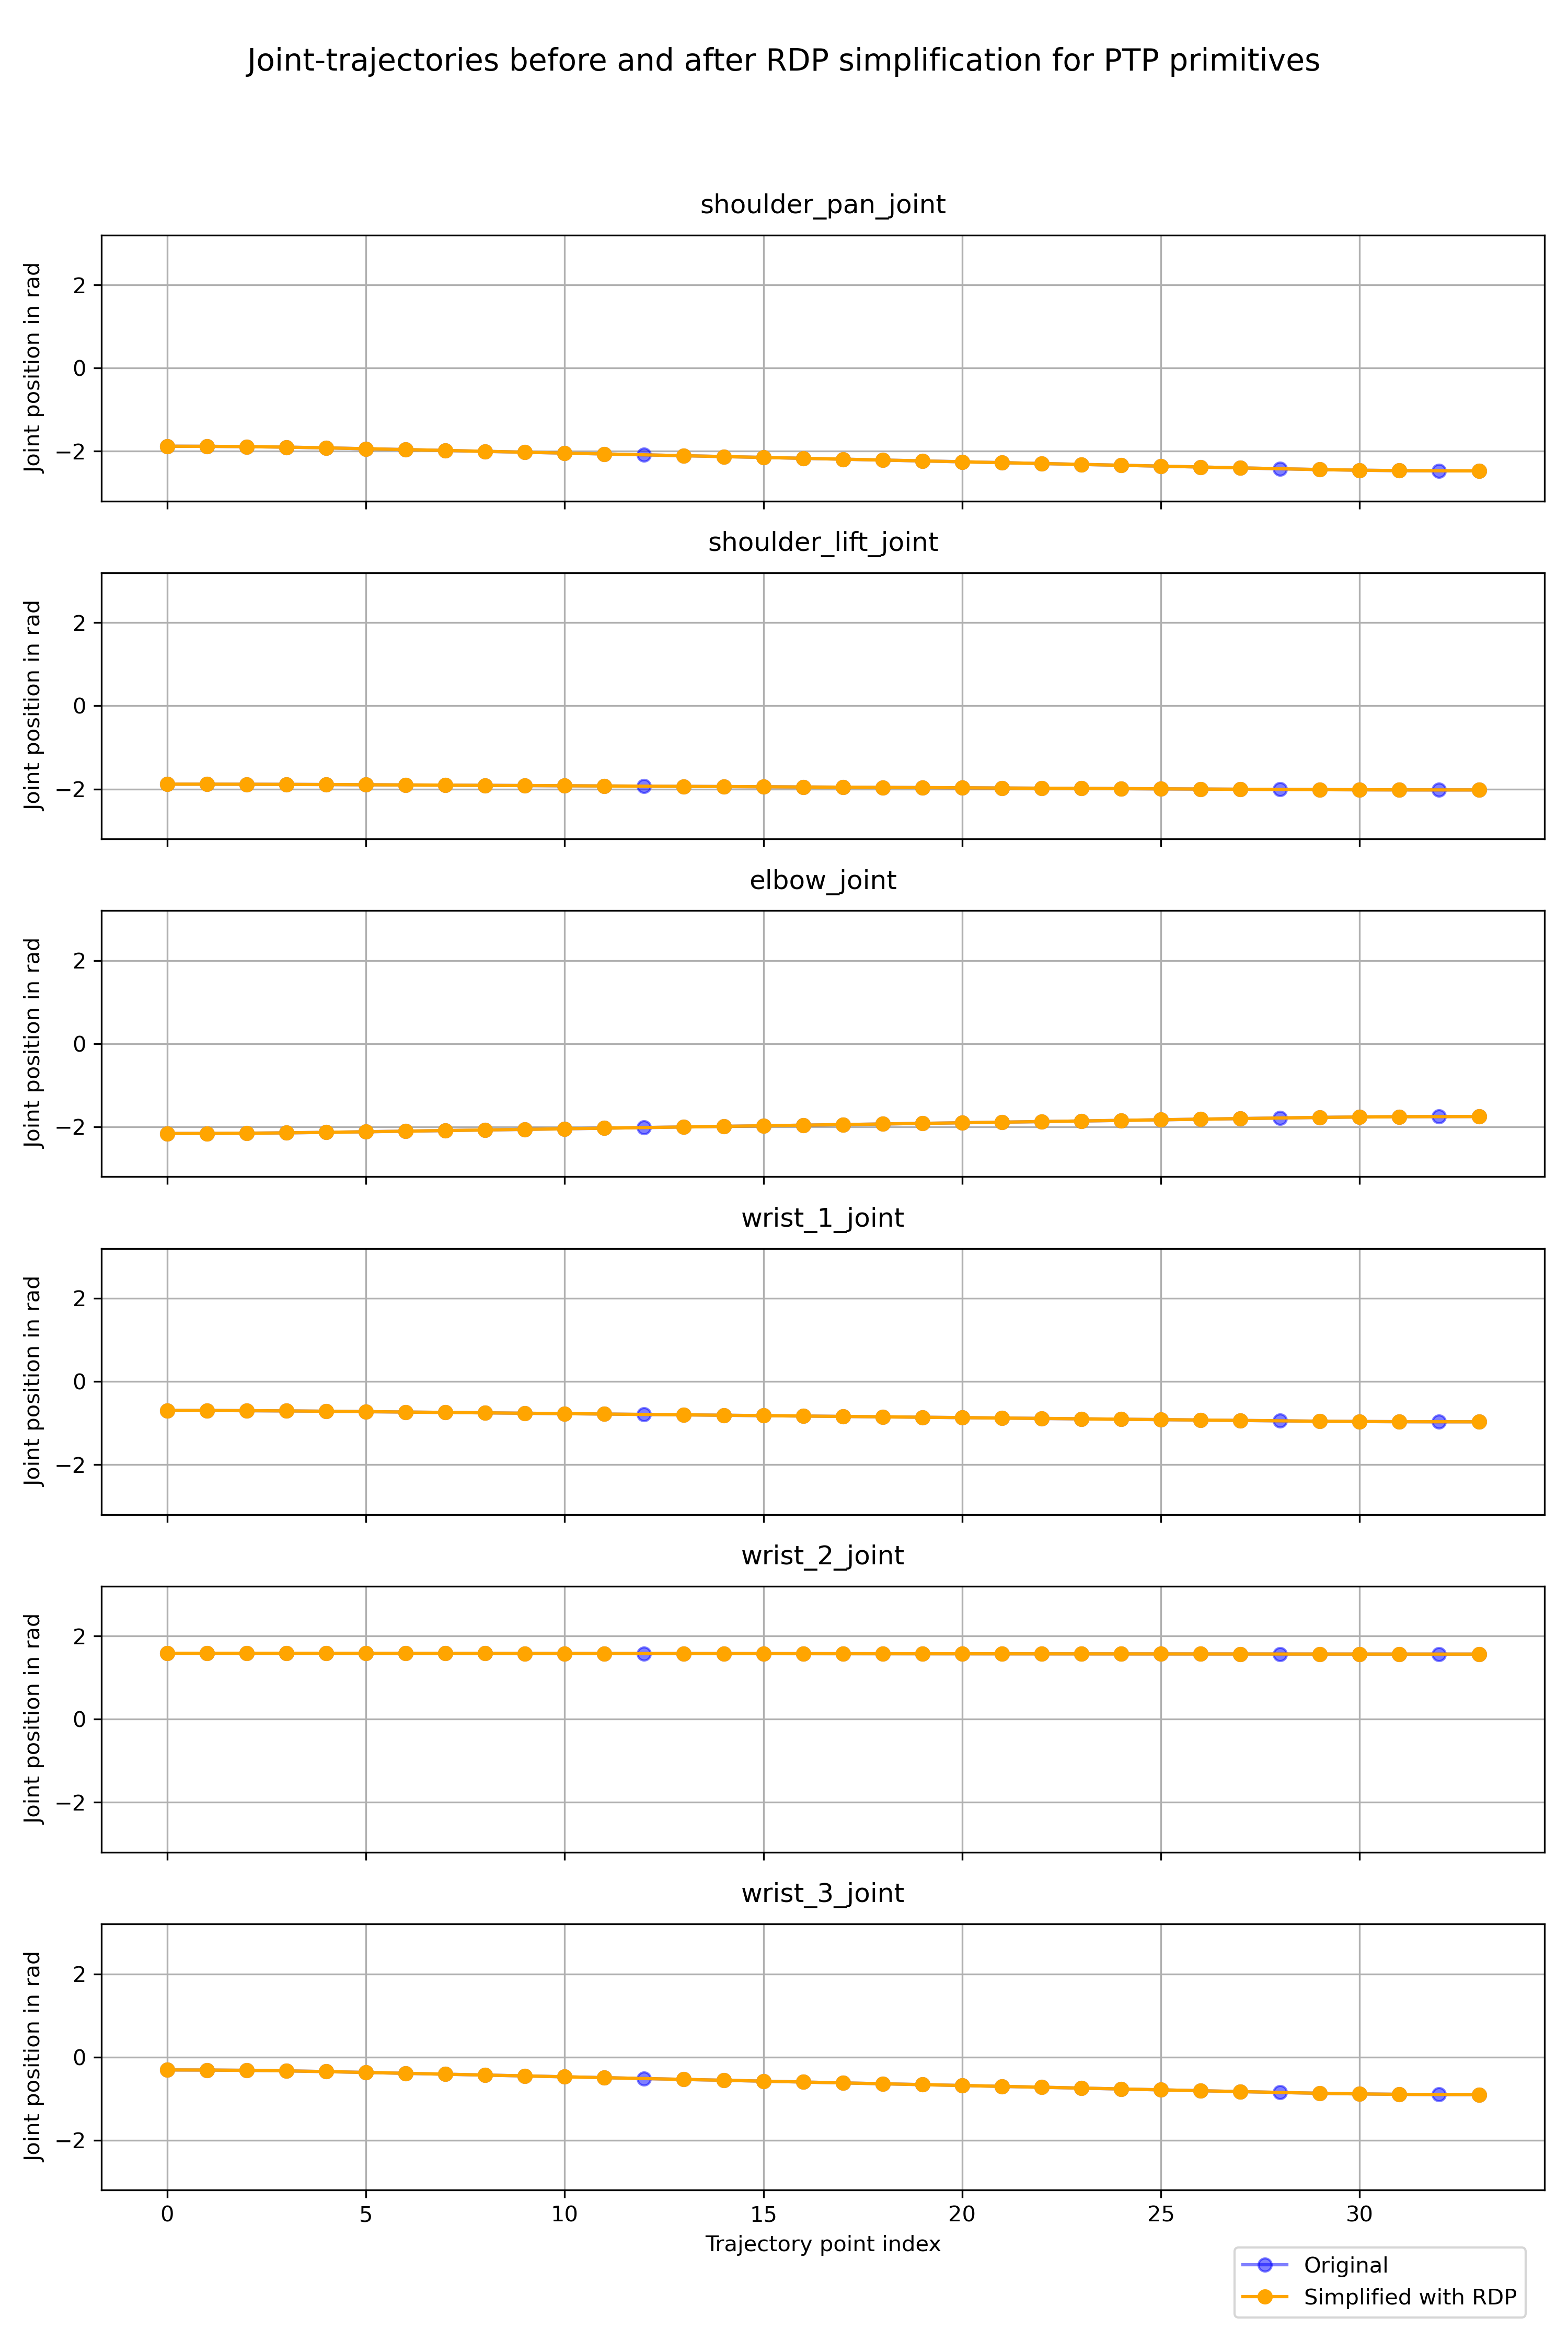 Joint-trajectories before and after RDP simplification for PTP primitives
shoulder_pan_joint
Joint position in rad
2
0
−2
shoulder_lift_joint
Joint position in rad
2
0
−2
elbow_joint
Joint position in rad
2
0
−2
wrist_1_joint
Joint position in rad
2
0
−2
wrist_2_joint
Joint position in rad
2
0
−2
wrist_3_joint
Joint position in rad
2
0
−2
0 5 10 15 20 25 30
Trajectory point index
Original
Simplified with RDP